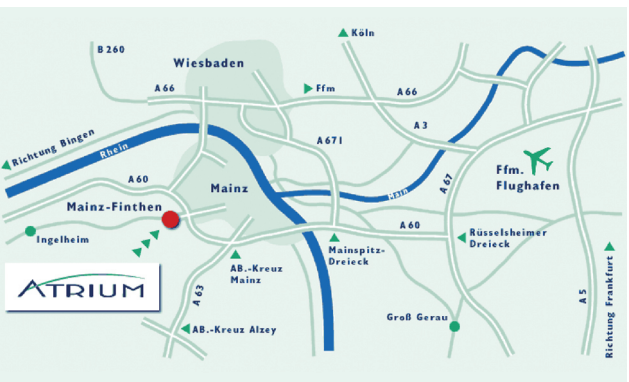 Köln
B 260
Wiesbaden
A 66
Ffm
A 66
A 3
A 671
Richtung Bingen
Rhein
A 60
Mainz
Main
A 67
Ffm.
Flughafen
Mainz-Finthen
Ingelheim
A 60
Rüsselsheimer
Dreieck
Mainspitz-
Dreieck
AB.-Kreuz
Mainz
ATRIUM
A 63
AB.-Kreuz Alzey
Groß Gerau
A 5
Richtung Frankfurt